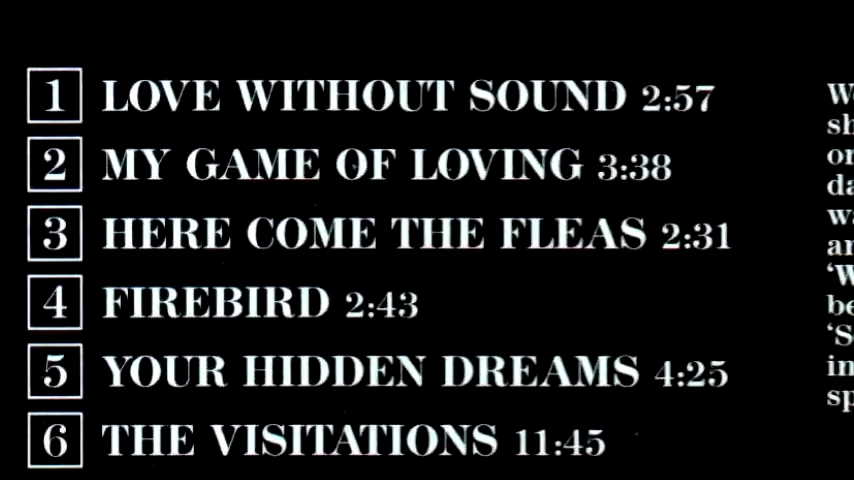 1 LOVE WITHOUT SOUND 2:57
2 MY GAME OF LOVING 3:38
3 HERE COME THE FLEAS 2:31
4 FIREBIRD 2:43
5 YOUR HIDDEN DREAMS 4:25
6 THE VISITATIONS 11:45